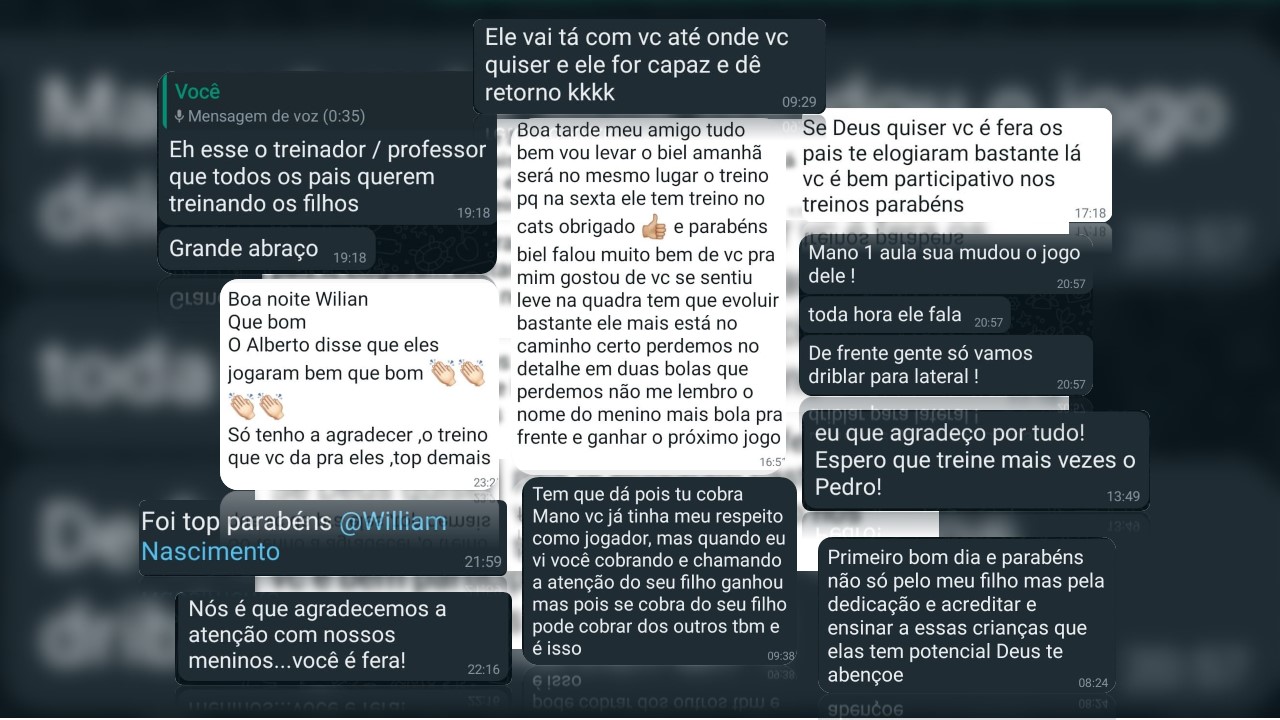 Ele vai tá com vc até onde vc
quiser e ele for capaz e dê
retorno kkkk
09:29
Você
Mensagem de voz (0:35)
Eh esse o treinador / professor
que todos os pais querem
treinando os filhos
19:18
Grande abraço
19:18
Boa noite Wilian
Que bom
O Alberto disse que eles
jogaram bem que bom 👏🏻👏🏻
👏🏻👏🏻
Só tenho a agradecer ,o treino
que vc da pra eles ,top demais
Foi top parabéns @William
Nascimento
21:59
Nós é que agradecemos a
atenção com nossos
meninos...você é fera!
22:16
Boa tarde meu amigo tudo
bem vou levar o biel amanhã
será no mesmo lugar o treino
pq na sexta ele tem treino no
cats obrigado 👍🏼 e parabéns
biel falou muito bem de vc pra
mim gostou de vc se sentiu
leve na quadra tem que evoluir
bastante ele mais está no
caminho certo perdemos no
detalhe em duas bolas que
perdemos não me lembro o
nome do menino mais bola pra
frente e ganhar o próximo jogo
Tem que dá pois tu cobra
Mano vc já tinha meu respeito
como jogador, mas quando eu
vi você cobrando e chamando
a atenção do seu filho ganhou
mas pois se cobra do seu filho
pode cobrar dos outros tbm e
é isso
09:38
Se Deus quiser vc é fera os
pais te elogiaram bastante lá
vc é bem participativo nos
treinos parabéns
17:18
Mano 1 aula sua mudou o jogo
dele !
20:57
toda hora ele fala
20:57
De frente gente só vamos
driblar para lateral !
20:57
eu que agradeço por tudo!
Espero que treine mais vezes o
Pedro!
13:49
Primeiro bom dia e parabéns
não só pelo meu filho mas pela
dedicação e acreditar e
ensinar a essas crianças que
elas tem potencial Deus te
abençoe
08:24